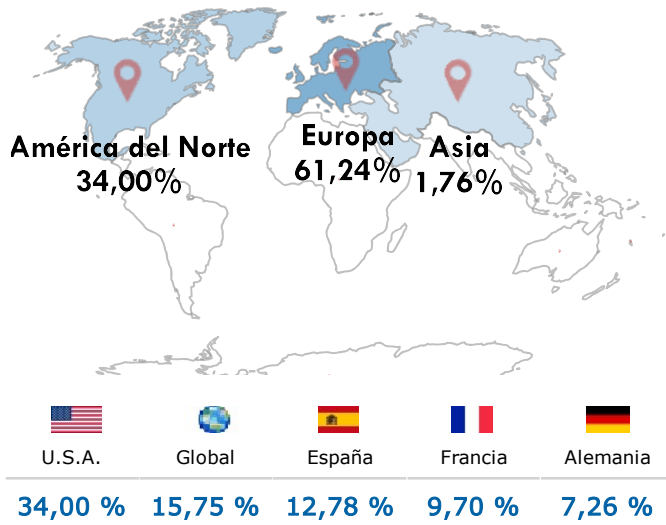 América del Norte
34,00%
Europa
61,24%
Asia
1,76%
U.S.A.
Global
España
Francia
Alemania
34,00 %
15,75 %
12,78 %
9,70 %
7,26 %